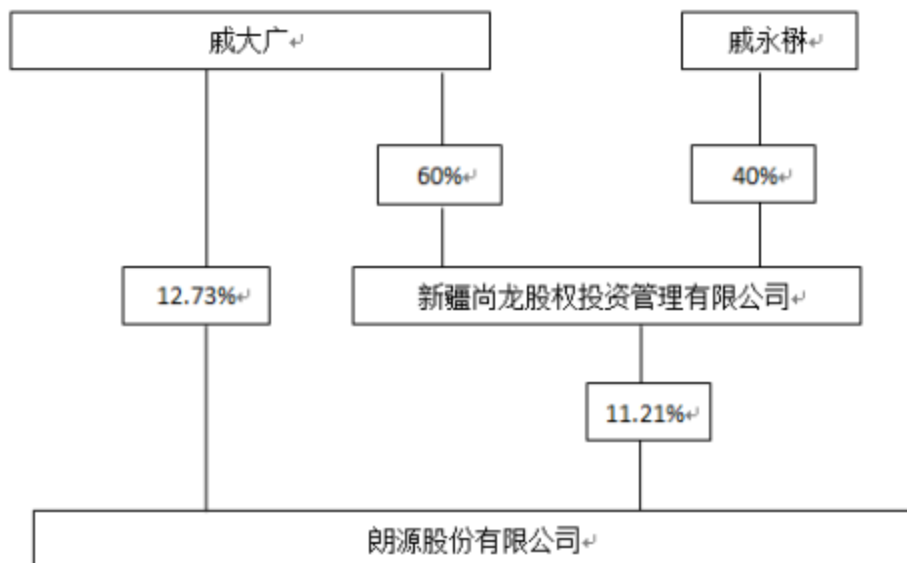 戚大广
戚永楙
60%
40%
12.73%
新疆尚龙股权投资管理有限公司
11.21%
朗源股份有限公司